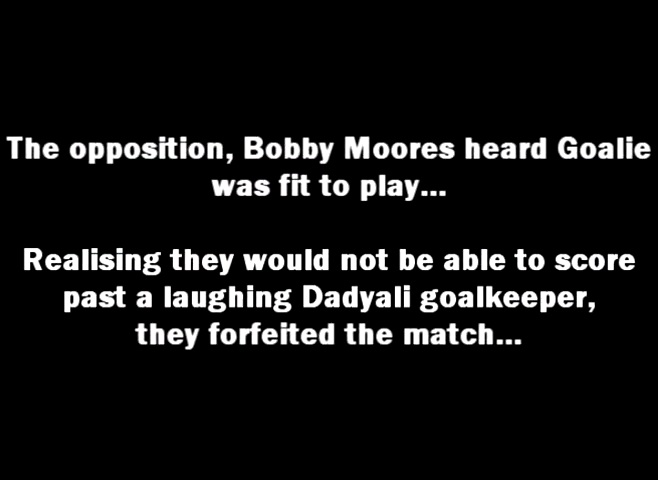 The opposition, Bobby Moores heard Goalie
was fit to play...
Realising they would not be able to score
past a laughing Dadyali goalkeeper,
they forfeited the match...